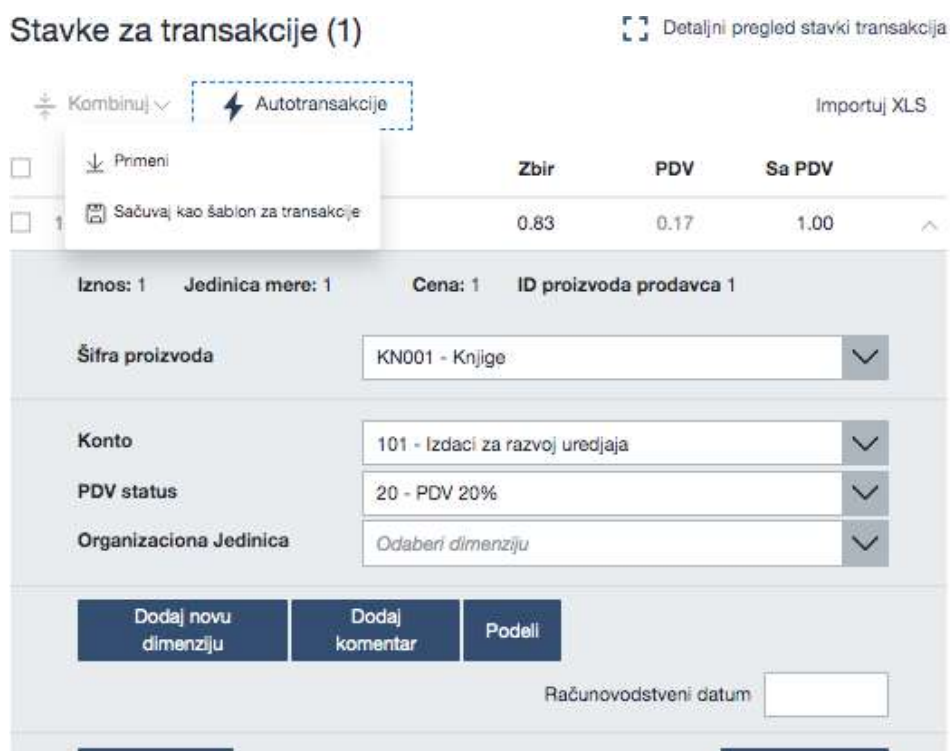 Stavke za transakcije (1)
Detaljni pregled stavki transakcija
Kombinuj
Autotransakcije
Importuj XLS
Primeni
Sačuvaj kao šablon za transakcije
Zbir PDV Sa PDV
1 0.83 0.17 1.00
Iznos: 1 Jedinica mere: 1 Cena: 1 ID proizvoda prodavca 1
Šifra proizvoda KN001 - Knjige
Konto 101 - Izdaci za razvoj uredjaja
PDV status 20 - PDV 20%
Organizaciona Jedinica Odaberi dimenziju
Dodaj novu
dimenziju
Dodaj
komentar
Podeli
Računovodstveni datum